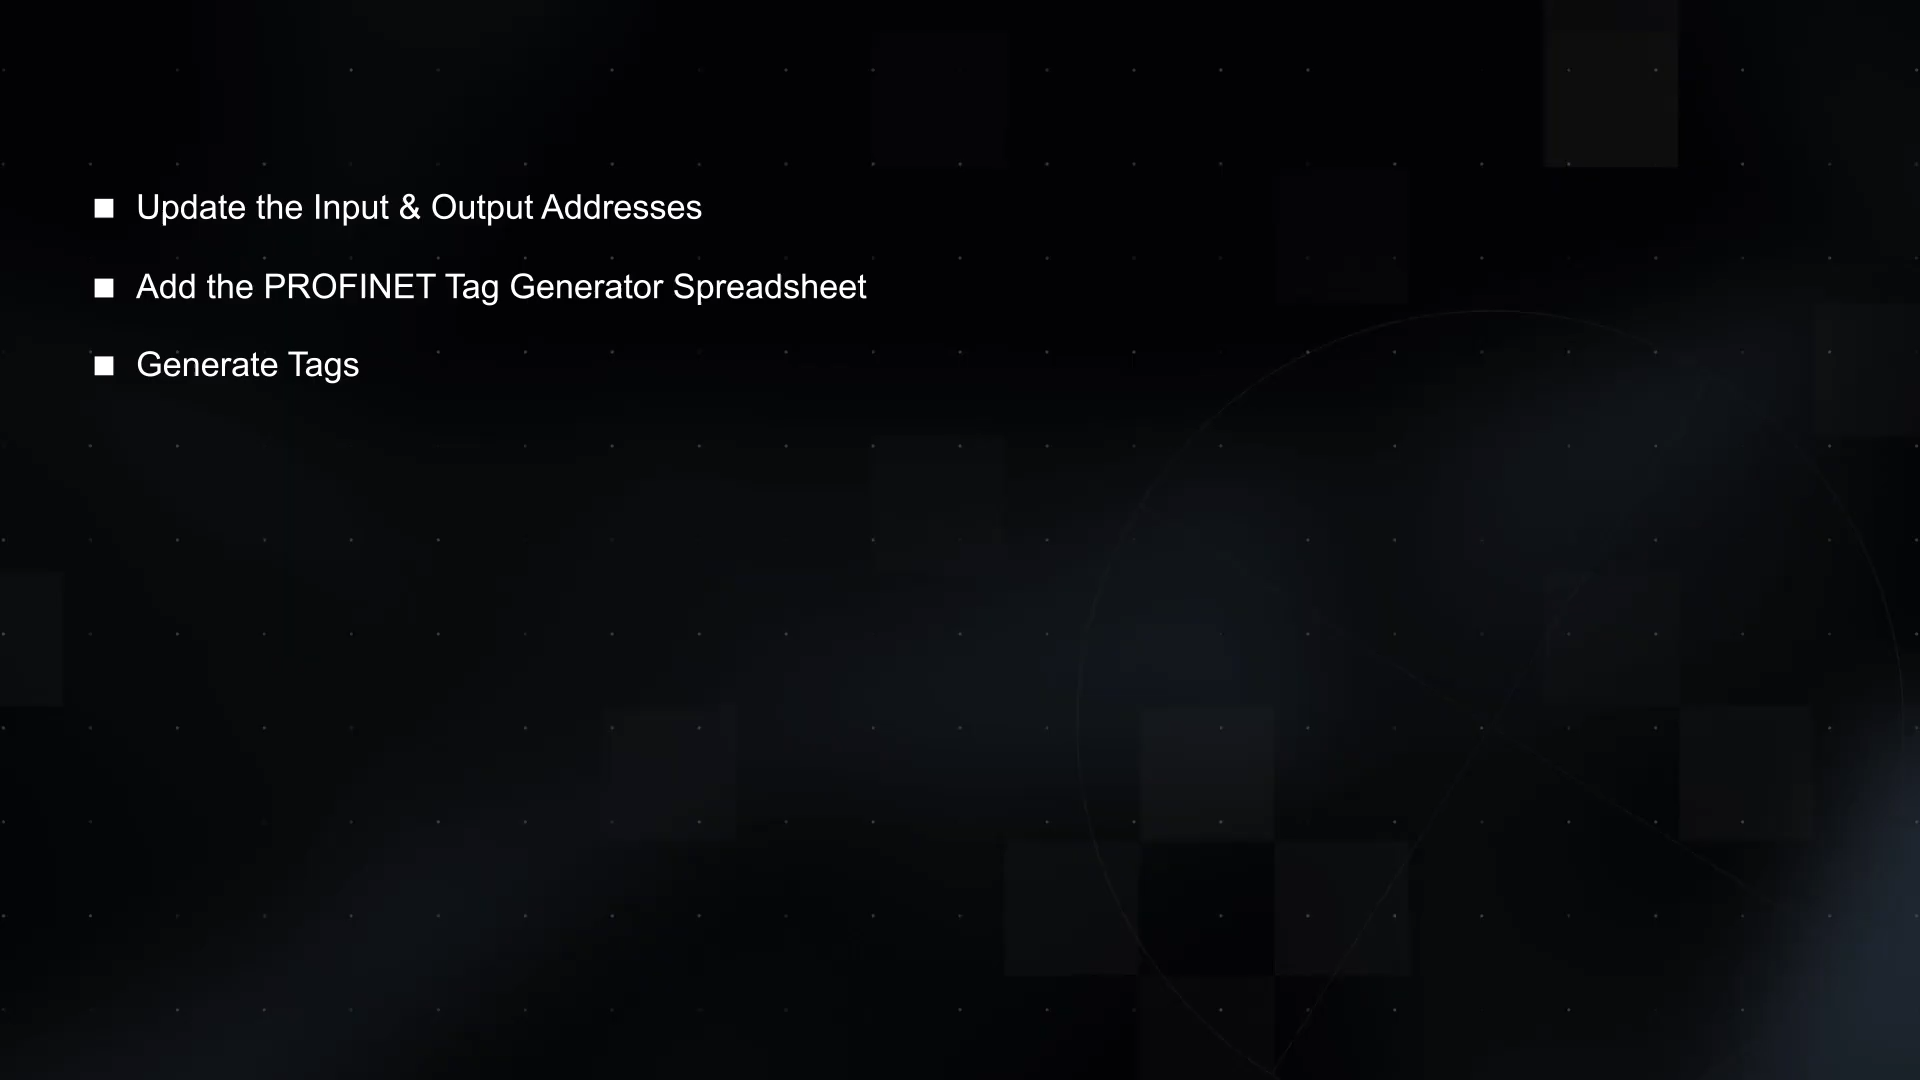 Update the Input & Output Addresses
Add the PROFINET Tag Generator Spreadsheet
Generate Tags